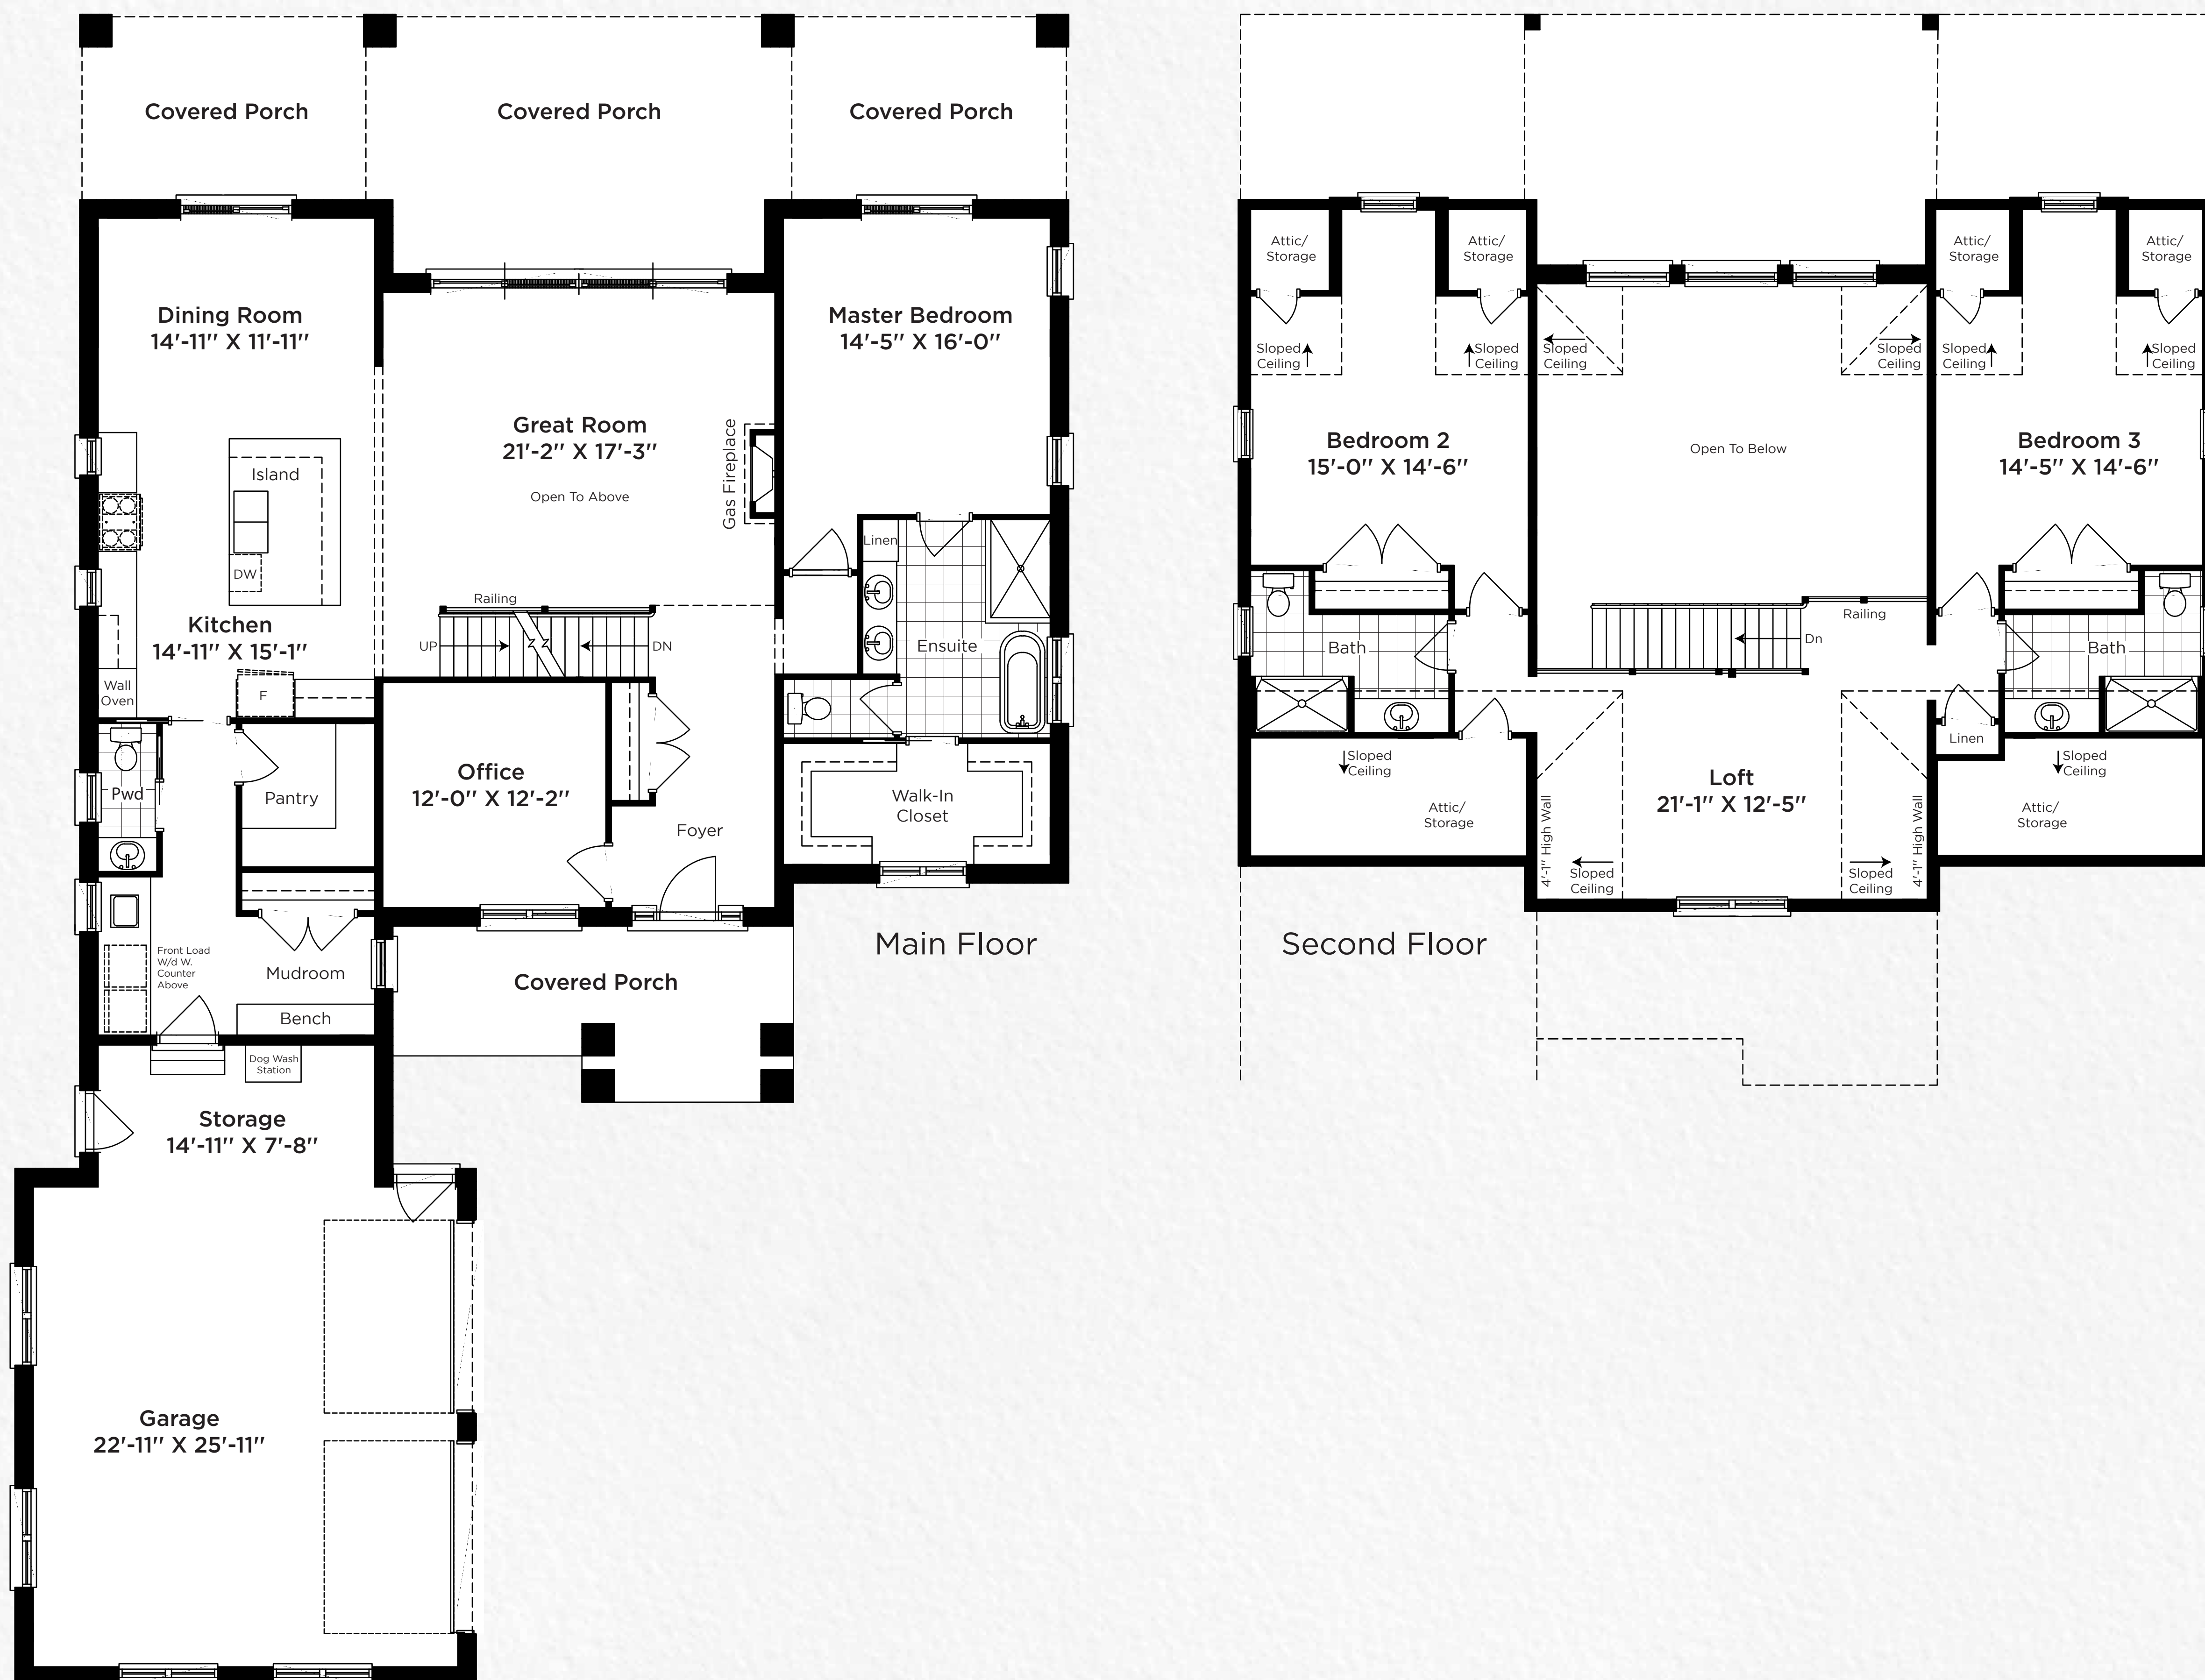 Covered Porch
Covered Porch
Covered Porch
Dining Room
14'-11'' X 11'-11''
Master Bedroom
14'-5'' X 16'-0''
Great Room
21'-2'' X 17'-3''
Open To Above
Gas Fireplace
Island
DW
Linen
Railing
Kitchen
14'-11'' X 15'-1''
UP
DN
Ensuite
Wall
Oven
F
Office
12'-0'' X 12'-2''
Pwd
Pantry
Walk-In
Closet
Foyer
Front Load
W/d W.
Counter
Above
Mudroom
Bench
Covered Porch
Main Floor
Dog Wash
Station
Storage
14'-11'' X 7'-8''
Garage
22'-11'' X 25'-11''
Attic/
Storage
Attic/
Storage
Attic/
Storage
Attic/
Storage
Sloped
Ceiling
Sloped
Ceiling
Sloped
Ceiling
Sloped
Ceiling
Sloped
Ceiling
Sloped
Ceiling
Bedroom 2
15'-0'' X 14'-6''
Open To Below
Bedroom 3
14'-5'' X 14'-6''
Railing
Dn
Bath
Bath
Linen
Sloped
Ceiling
Sloped
Ceiling
Loft
21'-1'' X 12'-5''
Attic/
Storage
Attic/
Storage
4'-1'' High Wall
4'-1'' High Wall
Sloped
Ceiling
Sloped
Ceiling
Second Floor